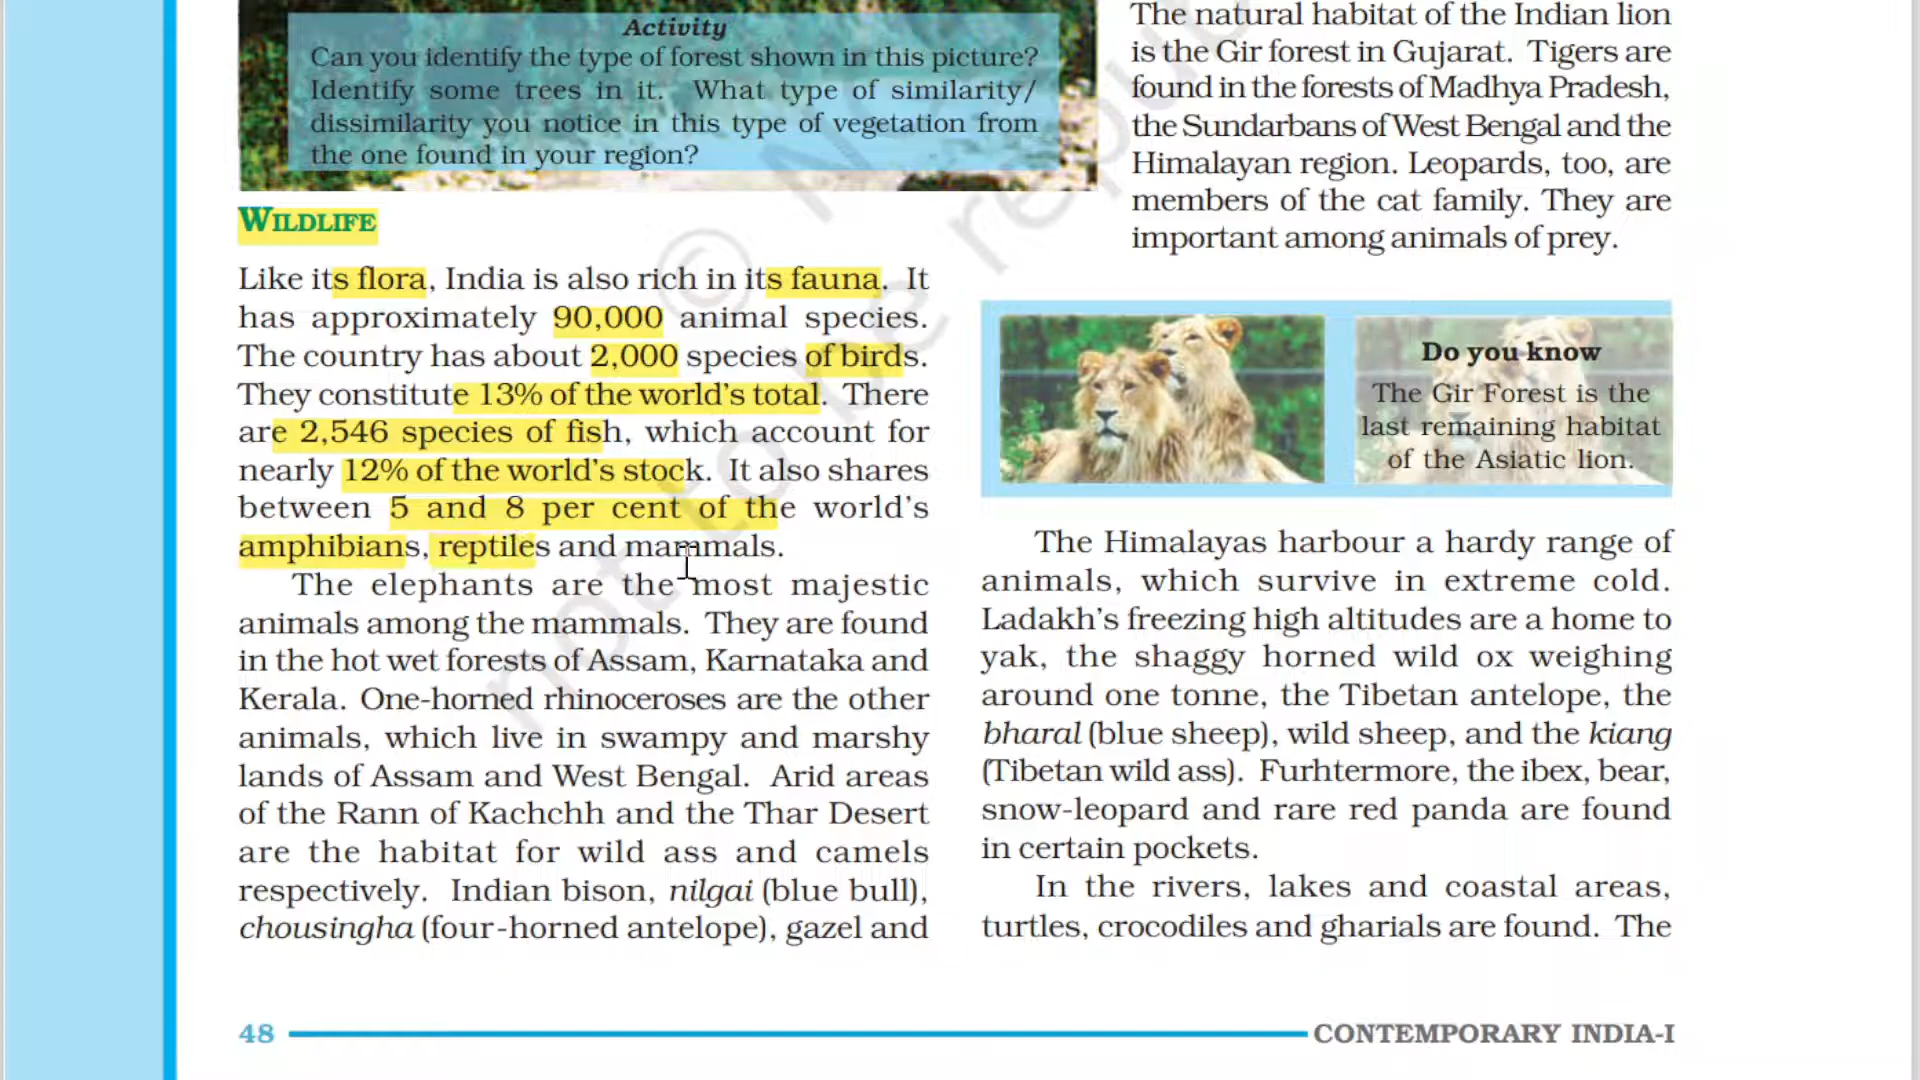 Activity
Can you identify the type of forest shown in this picture?
Identify some trees in it. What type of similarity/
dissimilarity you notice in this type of vegetation from
the one found in your region?
WILDLIFE
Like its flora, India is also rich in its fauna. It
has approximately 90,000 animal species.
The country has about 2,000 species of birds.
They constitute 13% of the world's total. There
are 2,546 species of fish, which account for
nearly 12% of the world's stock. It also shares
between 5 and 8 per cent of the world's
amphibians, reptiles and mammals.
The elephants are the most majestic
animals among the mammals. They are found
in the hot wet forests of Assam, Karnataka and
Kerala. One-horned rhinoceroses are the other
animals, which live in swampy and marshy
lands of Assam and West Bengal. Arid areas
of the Rann of Kachchh and the Thar Desert
are the habitat for wild ass and camels
respectively. Indian bison, nilgai (blue bull),
chousingha (four-horned antelope), gazel and
The natural habitat of the Indian lion
is the Gir forest in Gujarat. Tigers are
found in the forests of Madhya Pradesh,
the Sundarbans of West Bengal and the
Himalayan region. Leopards, too, are
members of the cat family. They are
important among animals of prey.
Do you know
The Gir Forest is the
last remaining habitat
of the Asiatic lion.
The Himalayas harbour a hardy range of
animals, which survive in extreme cold.
Ladakh's freezing high altitudes are a home to
yak, the shaggy horned wild ox weighing
around one tonne, the Tibetan antelope, the
bharal (blue sheep), wild sheep, and the kiang
(Tibetan wild ass). Furhtermore, the ibex, bear,
snow-leopard and rare red panda are found
in certain pockets.
In the rivers, lakes and coastal areas,
turtles, crocodiles and gharials are found. The
48
CONTEMPORARY INDIA-I
© N
not to be repu